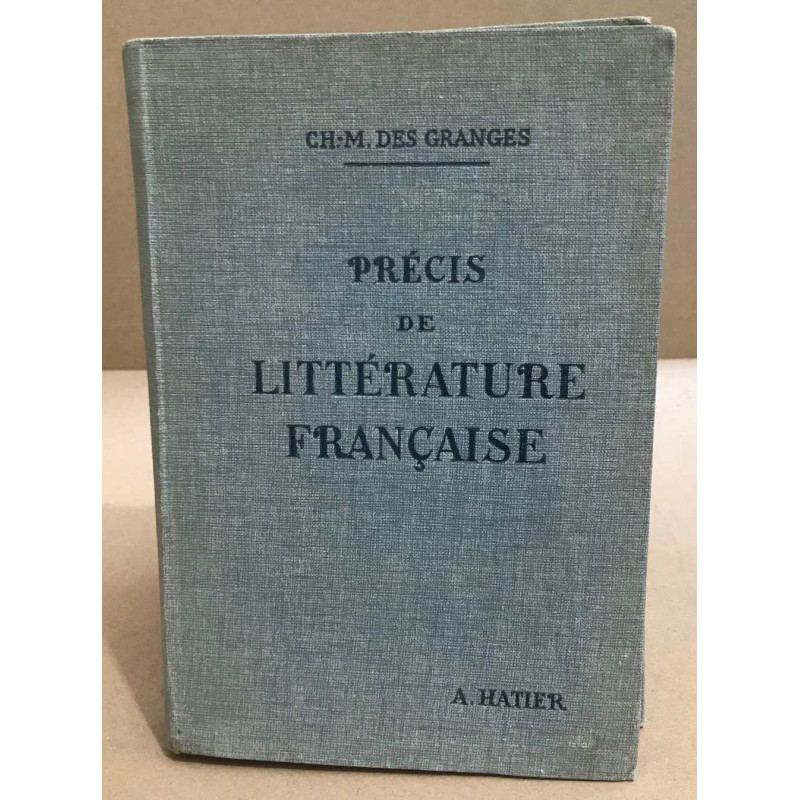 CH.-M. DES GRANGES
PRÉCIS
DE
LITTÉRATURE
FRANÇAISE
A. HATIER